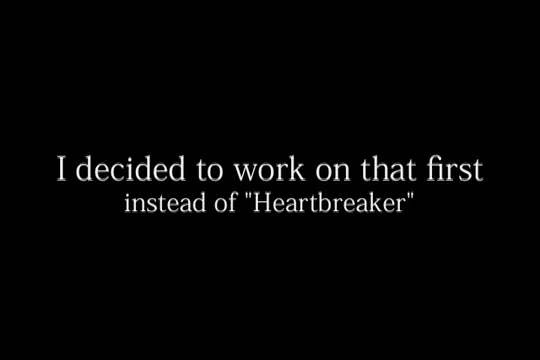 I decided to work on that first
instead of "Heartbreaker"